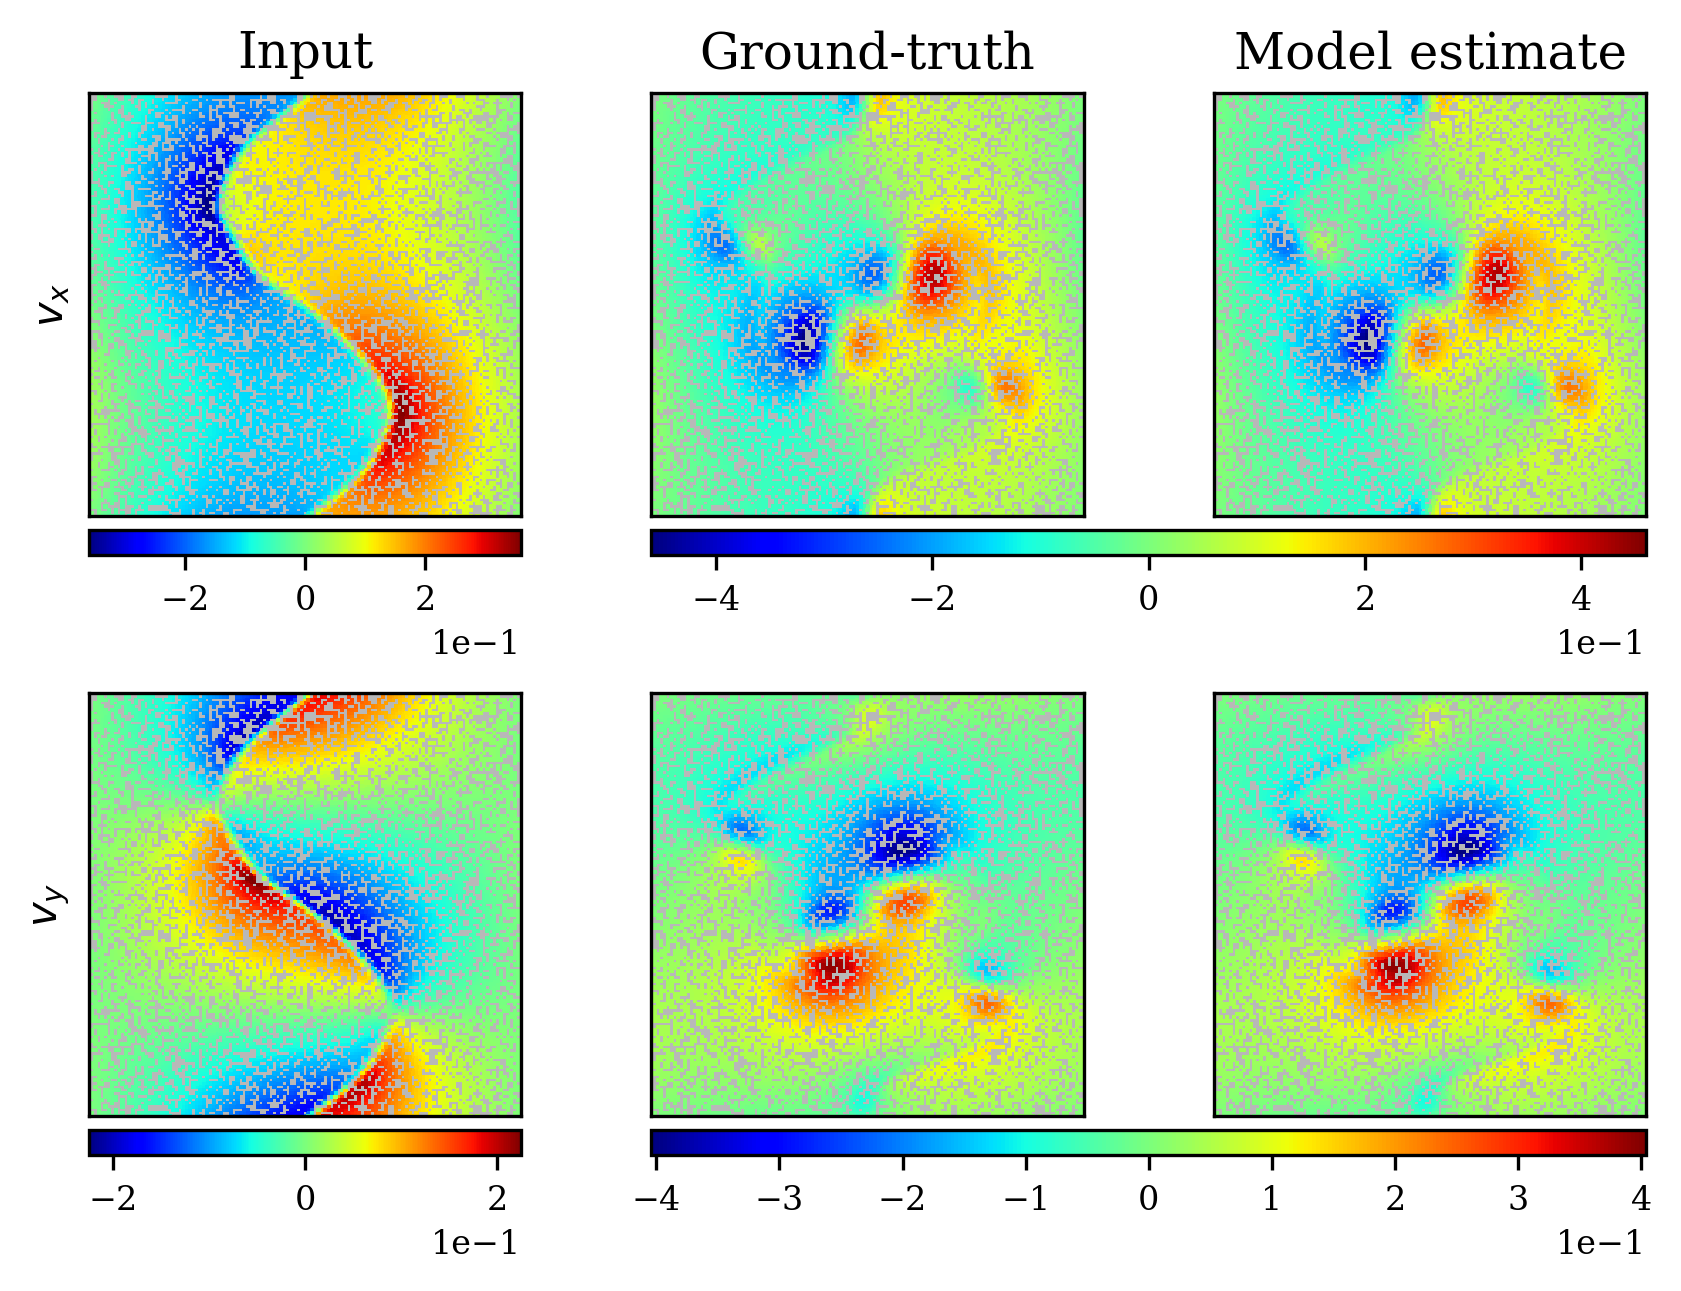 Input Ground-truth Model estimate
vₓ
−2 0 2 −4 −2 0 2 4
1e−1 1e−1
v_y
−2 0 2 −4 −3 −2 −1 0 1 2 3 4
1e−1 1e−1